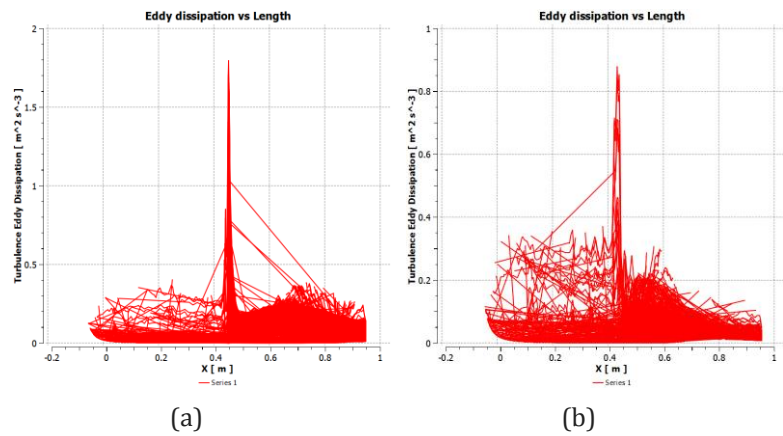 Eddy dissipation vs Length
Turbulence Eddy Dissipation [ m^2 s^-3 ]
2
1.5
1
0.5
0
-0.2
0
0.2
0.4
0.6
0.8
1
X [ m ]
Series 1
(a)
Eddy dissipation vs Length
Turbulence Eddy Dissipation [ m^2 s^-3 ]
1
0.8
0.6
0.4
0.2
0
-0.2
0
0.2
0.4
0.6
0.8
1
X [ m ]
Series 1
(b)